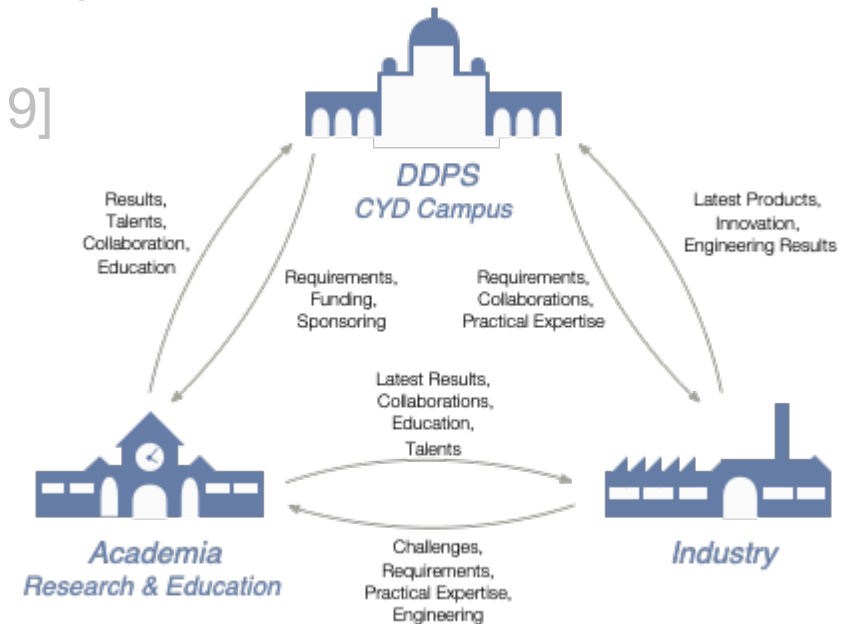 9]
DDPS
CYD Campus
Results,
Talents,
Collaboration,
Education
Requirements,
Funding,
Sponsoring
Requirements,
Collaborations,
Practical Expertise
Latest Products,
Innovation,
Engineering Results
Latest Results,
Collaborations,
Education,
Talents
Academia
Research & Education
Challenges,
Requirements,
Practical Expertise,
Engineering
Industry